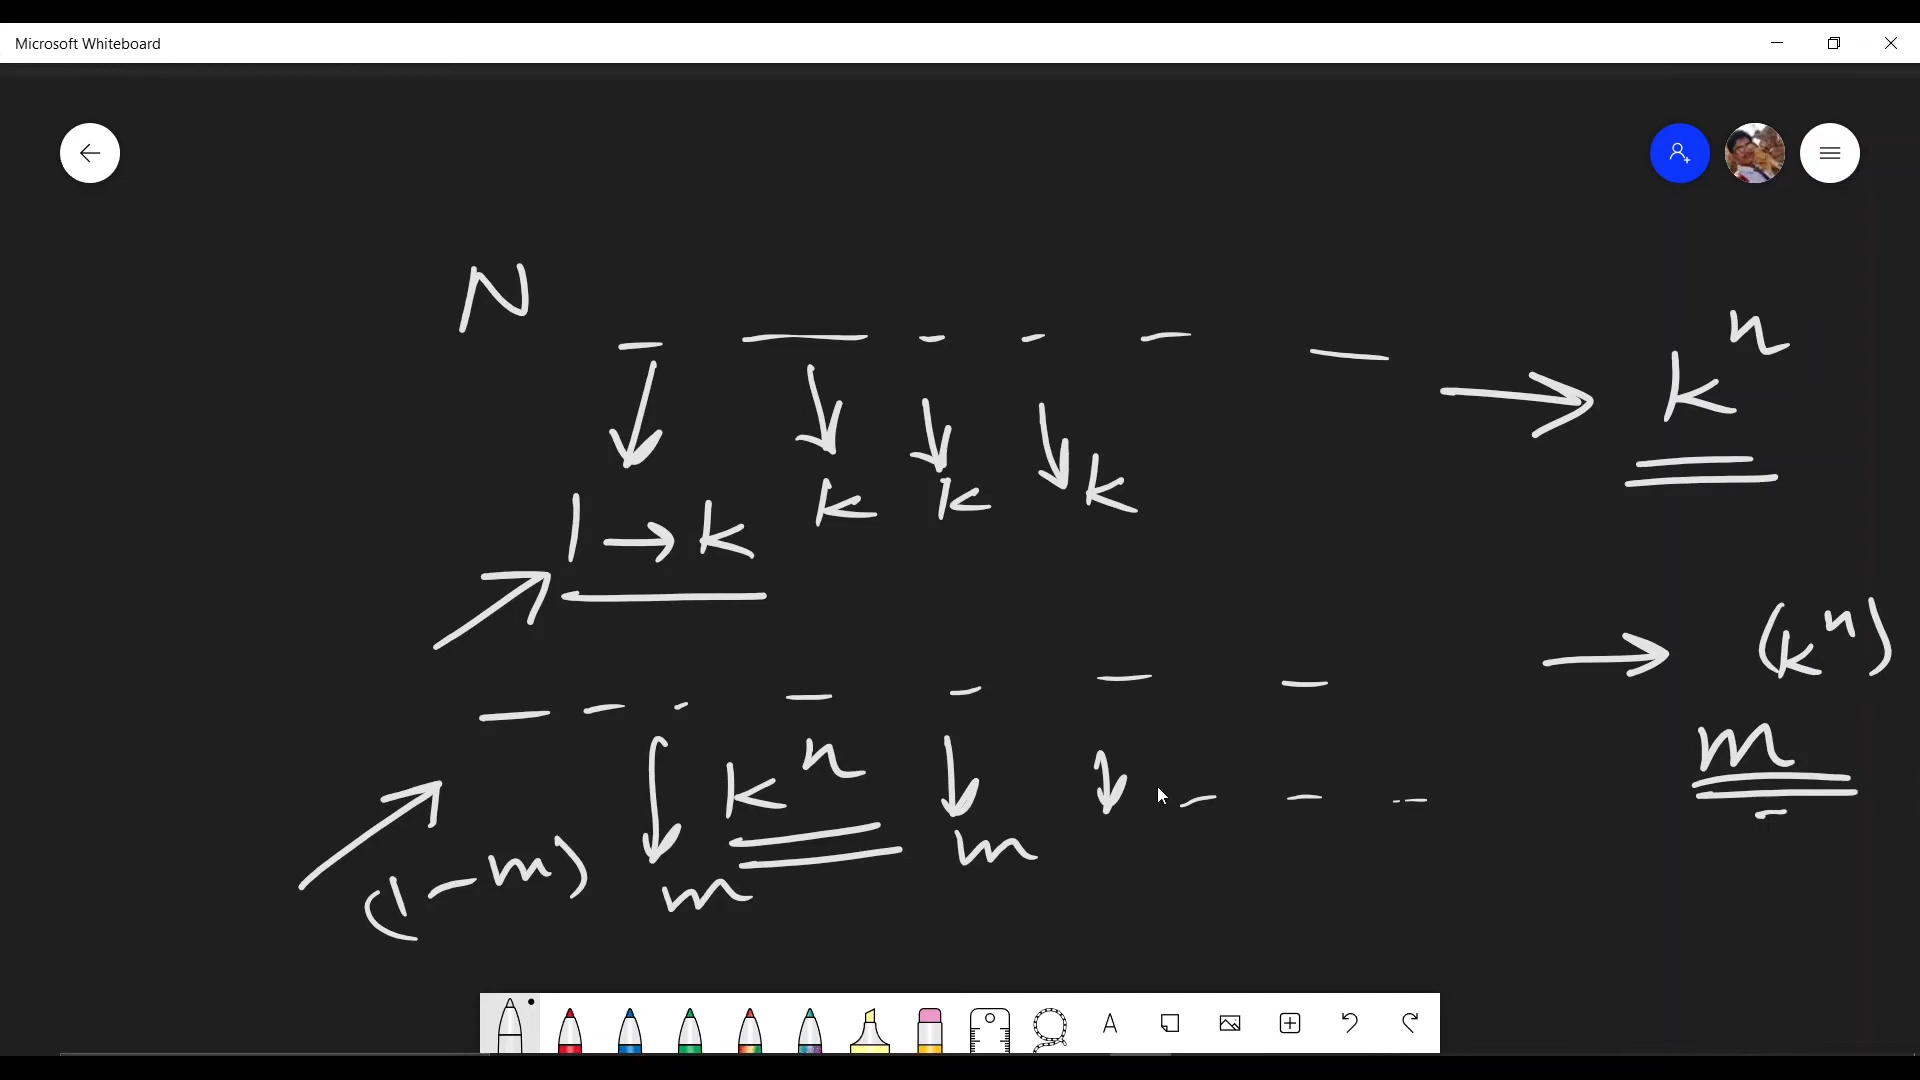 Microsoft Whiteboard
N
k^n
k k k
1 → k
(k^n)
k^n m
(1-m) m m
A